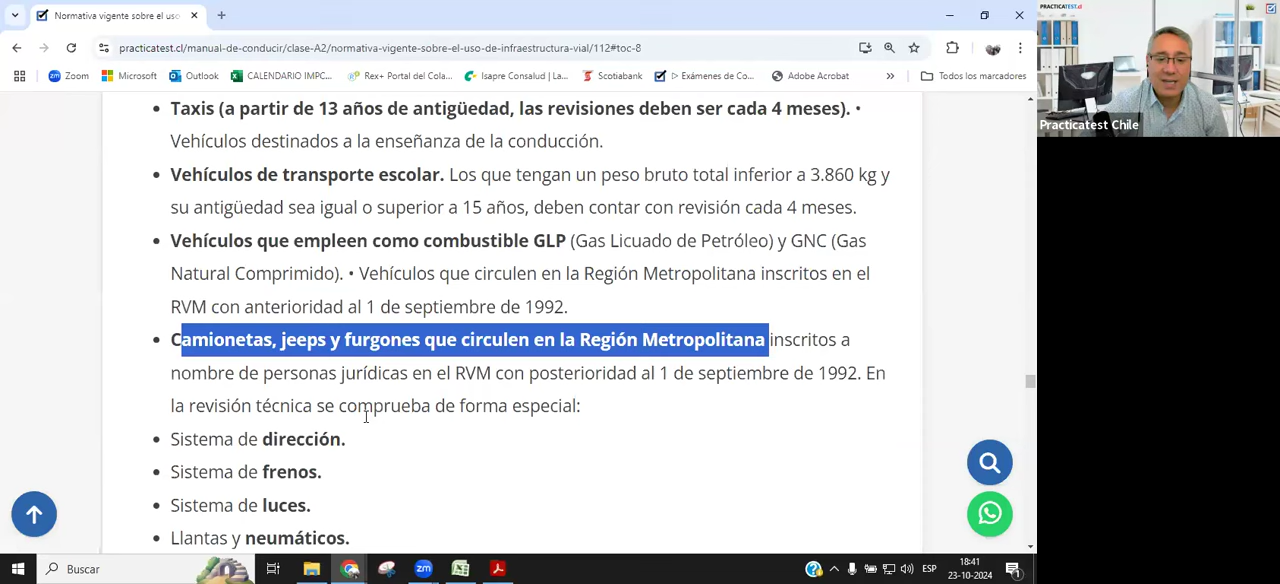 Normativa vigente sobre el uso
practicatest.cl/manual-de-conducir/clase-A2/normativa-vigente-sobre-el-uso-de-infraestructura-vial/112#toc-8
Zoom
Microsoft
Outlook
CALENDARIO IMPC...
Rex+ Portal del Cola...
Isapre Consalud | La...
Scotiabank
▷ Exámenes de Co...
Adobe Acrobat
»
Todos los marcadores
PRACTICATEST.cl
Practicatest Chile
Taxis (a partir de 13 años de antigüedad, las revisiones deben ser cada 4 meses). •
Vehículos destinados a la enseñanza de la conducción.
• Vehículos de transporte escolar. Los que tengan un peso bruto total inferior a 3.860 kg y
su antigüedad sea igual o superior a 15 años, deben contar con revisión cada 4 meses.
• Vehículos que empleen como combustible GLP (Gas Licuado de Petróleo) y GNC (Gas
Natural Comprimido). • Vehículos que circulen en la Región Metropolitana inscritos en el
RVM con anterioridad al 1 de septiembre de 1992.
• Camionetas, jeeps y furgones que circulen en la Región Metropolitana inscritos a
nombre de personas jurídicas en el RVM con posterioridad al 1 de septiembre de 1992. En
la revisión técnica se comprueba de forma especial:
• Sistema de dirección.
• Sistema de frenos.
• Sistema de luces.
• Llantas y neumáticos.
Buscar
ESP
18:41
23-10-2024